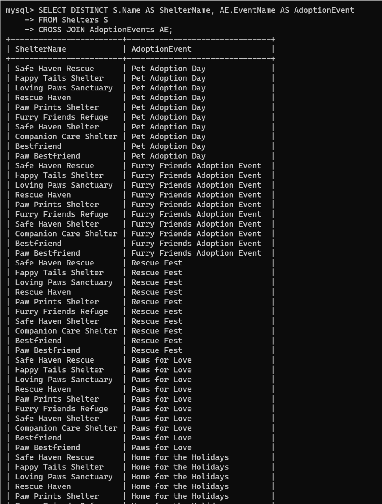 mysql> SELECT DISTINCT S.Name AS ShelterName, AE.EventName AS AdoptionEvent
    -> FROM Shelters S
    -> CROSS JOIN AdoptionEvents AE;
+------------------------+-------------------------------+
| ShelterName            | AdoptionEvent                 |
+------------------------+-------------------------------+
| Safe Haven Rescue      | Pet Adoption Day              |
| Happy Tails Shelter    | Pet Adoption Day              |
| Loving Paws Sanctuary  | Pet Adoption Day              |
| Rescue Haven           | Pet Adoption Day              |
| Paw Prints Shelter     | Pet Adoption Day              |
| Furry Friends Refuge   | Pet Adoption Day              |
| Safe Haven Shelter     | Pet Adoption Day              |
| Companion Care Shelter | Pet Adoption Day              |
| Bestfriend             | Pet Adoption Day              |
| Paw Bestfriend         | Pet Adoption Day              |
| Safe Haven Rescue      | Furry Friends Adoption Event  |
| Happy Tails Shelter    | Furry Friends Adoption Event  |
| Loving Paws Sanctuary  | Furry Friends Adoption Event  |
| Rescue Haven           | Furry Friends Adoption Event  |
| Paw Prints Shelter     | Furry Friends Adoption Event  |
| Furry Friends Refuge   | Furry Friends Adoption Event  |
| Safe Haven Shelter     | Furry Friends Adoption Event  |
| Companion Care Shelter | Furry Friends Adoption Event  |
| Bestfriend             | Furry Friends Adoption Event  |
| Paw Bestfriend         | Furry Friends Adoption Event  |
| Safe Haven Rescue      | Rescue Fest                   |
| Happy Tails Shelter    | Rescue Fest                   |
| Loving Paws Sanctuary  | Rescue Fest                   |
| Rescue Haven           | Rescue Fest                   |
| Paw Prints Shelter     | Rescue Fest                   |
| Furry Friends Refuge   | Rescue Fest                   |
| Safe Haven Shelter     | Rescue Fest                   |
| Companion Care Shelter | Rescue Fest                   |
| Bestfriend             | Rescue Fest                   |
| Paw Bestfriend         | Rescue Fest                   |
| Safe Haven Rescue      | Paws for Love                 |
| Happy Tails Shelter    | Paws for Love                 |
| Loving Paws Sanctuary  | Paws for Love                 |
| Rescue Haven           | Paws for Love                 |
| Paw Prints Shelter     | Paws for Love                 |
| Furry Friends Refuge   | Paws for Love                 |
| Safe Haven Shelter     | Paws for Love                 |
| Companion Care Shelter | Paws for Love                 |
| Bestfriend             | Paws for Love                 |
| Paw Bestfriend         | Paws for Love                 |
| Safe Haven Rescue      | Home for the Holidays         |
| Happy Tails Shelter    | Home for the Holidays         |
| Loving Paws Sanctuary  | Home for the Holidays         |
| Rescue Haven           | Home for the Holidays         |
| Paw Prints Shelter     | Home for the Holidays         |